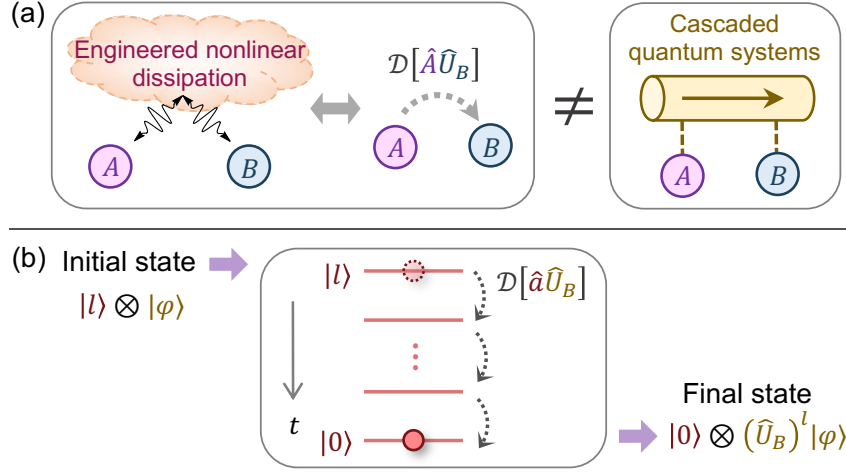 (a)
Engineered nonlinear
dissipation
A
B
𝒟[ÂÛ_B]
A
B
≠
Cascaded
quantum systems
A
B
(b)
Initial state
|l⟩ ⊗ |φ⟩
|l⟩
𝒟[âÛ_B]
t
|0⟩
Final state
|0⟩ ⊗ (Û_B)^l|φ⟩